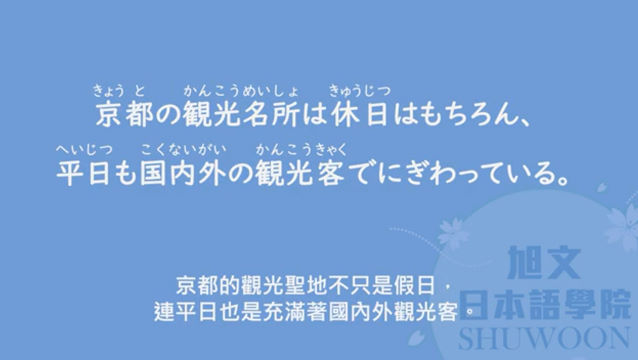 きょう と かんこうめいしょ きゅうじつ
京都の観光名所は休日はもちろん、
へいじつ こくないがい かんこうきゃく
平日も国内外の観光客でにぎわっている。
京都的觀光聖地不只是假日，
連平日也是充滿著國內外觀光客。
旭文
日本語學院
SHUWOON